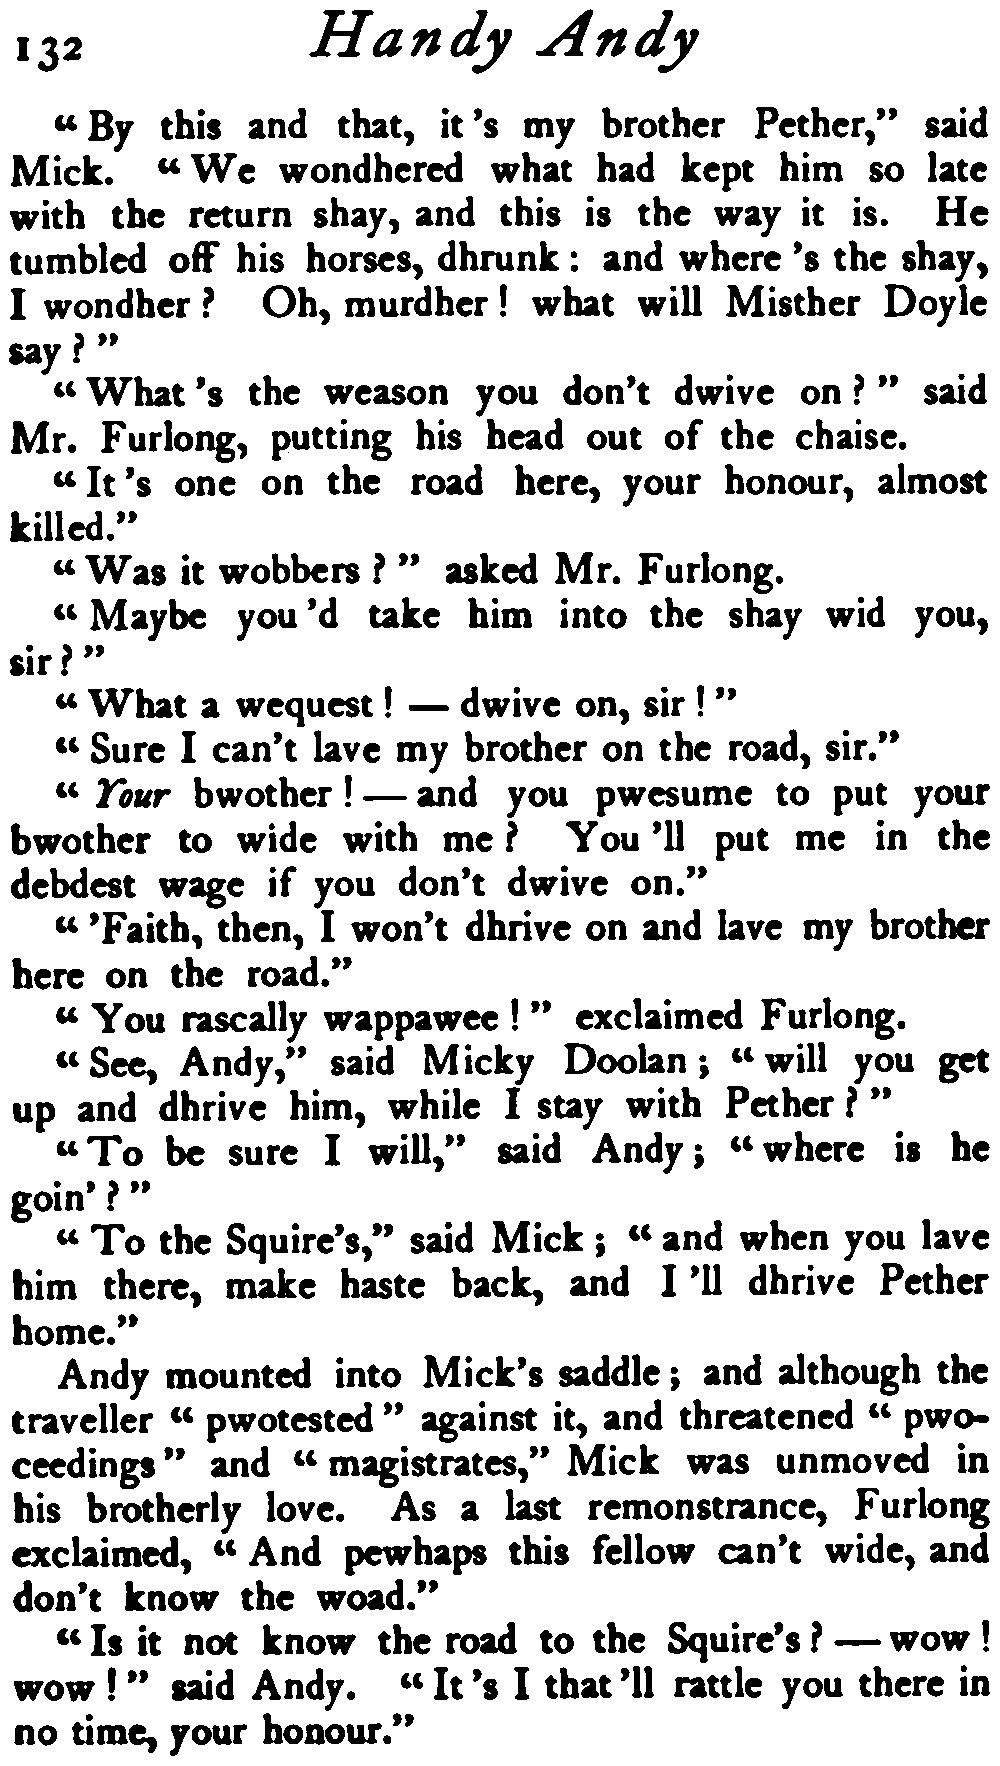 132 Handy Andy
“By this and that, it's my brother Pether,” said
Mick. “We wondhered what had kept him so late
with the return shay, and this is the way it is. He
tumbled off his horses, dhrunk: and where's the shay,
I wondher? Oh, murdher! what will Misther Doyle
say?”
“What's the weason you don't dwive on?” said
Mr. Furlong, putting his head out of the chaise.
“It's one on the road here, your honour, almost
killed.”
“Was it wobbers?” asked Mr. Furlong.
“Maybe you'd take him into the shay wid you,
sir?”
“What a wequest! — dwive on, sir!”
“Sure I can't lave my brother on the road, sir.”
“Your bwother! — and you pwesume to put your
bwother to wide with me? You'll put me in the
debdest wage if you don't dwive on.”
“'Faith, then, I won't dhrive on and lave my brother
here on the road.”
“You rascally wappawee!” exclaimed Furlong.
“See, Andy,” said Micky Doolan; “will you get
up and dhrive him, while I stay with Pether?”
“To be sure I will,” said Andy; “where is he
goin'?”
“To the Squire's,” said Mick; “and when you lave
him there, make haste back, and I'll dhrive Pether
home.”
Andy mounted into Mick's saddle; and although the
traveller “pwotested” against it, and threatened “pwo-
ceedings” and “magistrates,” Mick was unmoved in
his brotherly love. As a last remonstrance, Furlong
exclaimed, “And pewhaps this fellow can't wide, and
don't know the woad.”
“Is it not know the road to the Squire's? — wow!
wow!” said Andy. “It's I that'll rattle you there in
no time, your honour.”